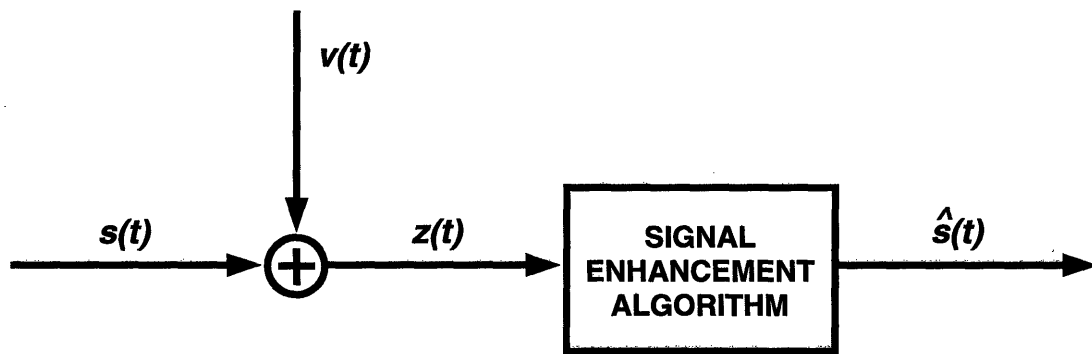 v(t)
s(t)
+
z(t)
SIGNAL
ENHANCEMENT
ALGORITHM
ŝ(t)